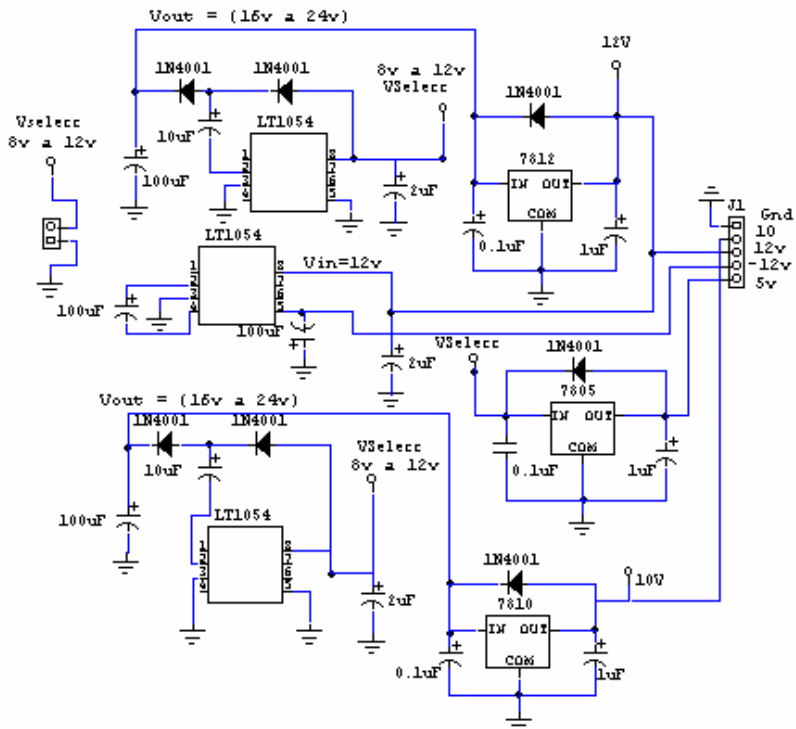 Vout = (16v a 24v)
1N4001
1N4001
8v a 12v
VSelecc
12V
1N4001
Vselecc
8v a 12v
10uF
LT1054
100uF
2uF
7812
IN OUT
COM
0.1uF
1uF
J1
Gnd
10
12v
-12v
5v
LT1054
Vin=12v
100uF
100uF
2uF
VSelecc
1N4001
7805
IN OUT
COM
0.1uF
1uF
Vout = (16v a 24v)
1N4001
1N4001
10uF
VSelecc
8v a 12v
100uF
LT1054
2uF
1N4001
7810
10V
IN OUT
COM
0.1uF
1uF